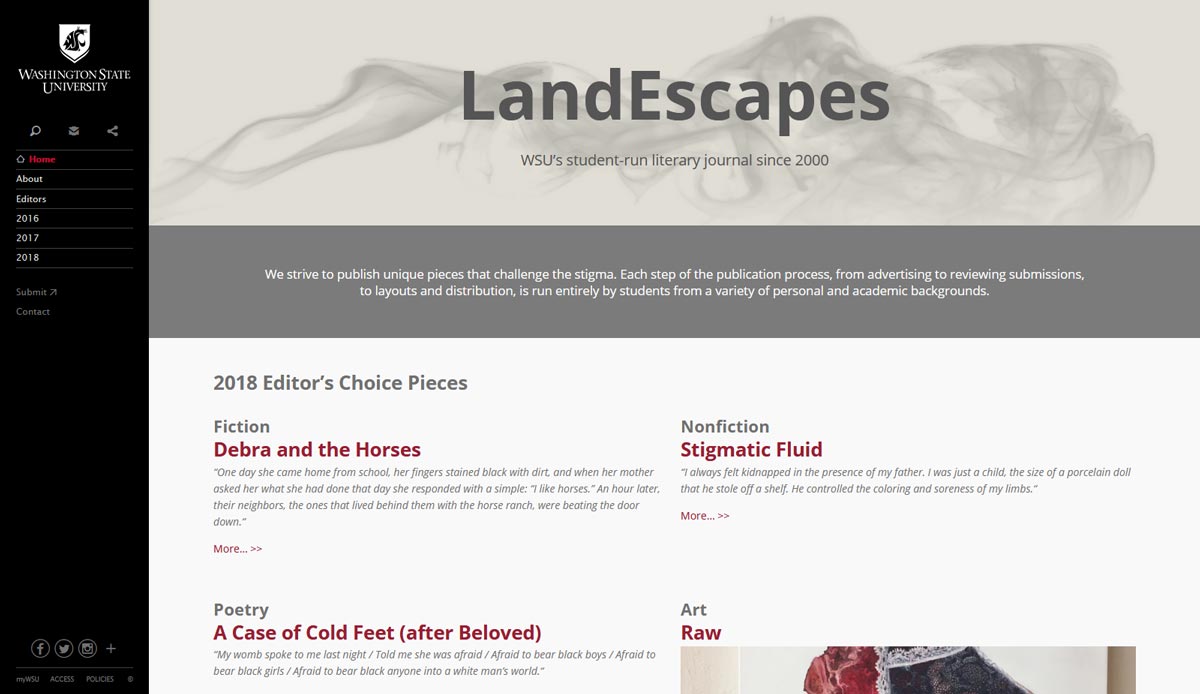 WASHINGTON STATE
UNIVERSITY
Home
About
Editors
2016
2017
2018
Submit
Contact
myWSU ACCESS POLICIES ©
LandEscapes
WSU’s student-run literary journal since 2000
We strive to publish unique pieces that challenge the stigma. Each step of the publication process, from advertising to reviewing submissions,
to layouts and distribution, is run entirely by students from a variety of personal and academic backgrounds.
2018 Editor’s Choice Pieces
Fiction
Debra and the Horses
“One day she came home from school, her fingers stained black with dirt, and when her mother
asked her what she had done that day she responded with a simple: “I like horses.” An hour later,
their neighbors, the ones that lived behind them with the horse ranch, were beating the door
down.”
More... >>
Nonfiction
Stigmatic Fluid
“I always felt kidnapped in the presence of my father. I was just a child, the size of a porcelain doll
that he stole off a shelf. He controlled the coloring and soreness of my limbs.”
More... >>
Poetry
A Case of Cold Feet (after Beloved)
“My womb spoke to me last night / Told me she was afraid / Afraid to bear black boys / Afraid to
bear black girls / Afraid to bear black anyone into a white man’s world.”
Art
Raw